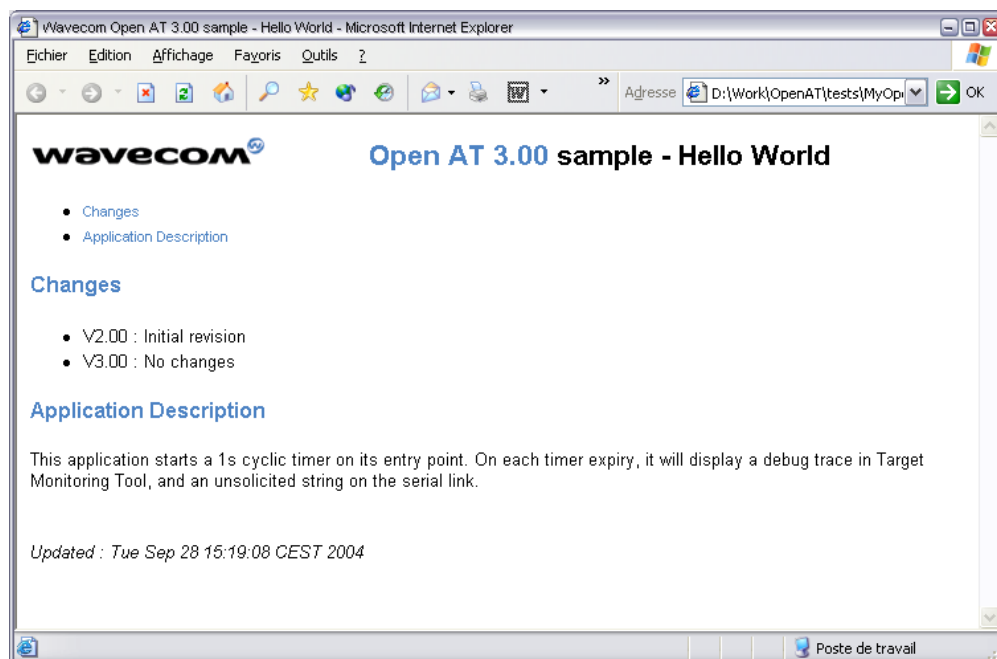 Wavecom Open AT 3.00 sample - Hello World - Microsoft Internet Explorer
Fichier Edition Affichage Favoris Outils ?
Adresse D:\Work\OpenAT\tests\MyOp OK
wavecom Open AT 3.00 sample - Hello World
Changes
Application Description
Changes
V2.00 : Initial revision
V3.00 : No changes
Application Description
This application starts a 1s cyclic timer on its entry point. On each timer expiry, it will display a debug trace in Target
Monitoring Tool, and an unsolicited string on the serial link.
Updated : Tue Sep 28 15:19:08 CEST 2004
Poste de travail